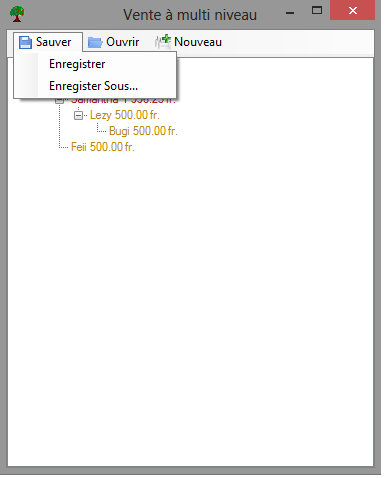 Vente à multi niveau
Sauver Ouvrir Nouveau
Enregistrer
Enregister Sous...
Lezy 500.00 fr.
Bugi 500.00 fr.
Feii 500.00 fr.